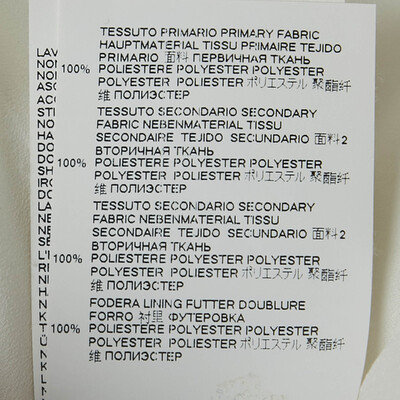 TESSUTO PRIMARIO PRIMARY FABRIC
HAUPTMATERIAL TISSU PRIMAIRE TEJIDO
PRIMARIO 面料 ПЕРВИЧНАЯ ТКАНЬ
100% POLIESTERE POLYESTER POLYESTER
POLYESTER POLIESTER ポリエステル 聚酯纤
维 ПОЛИЭСТЕР
TESSUTO SECONDARIO SECONDARY
FABRIC NEBENMATERIAL TISSU
SECONDAIRE TEJIDO SECUNDARIO 面料2
ВТОРИЧНАЯ ТКАНЬ
100% POLIESTERE POLYESTER POLYESTER
POLYESTER POLIESTER ポリエステル 聚酯纤
维 ПОЛИЭСТЕР
TESSUTO SECONDARIO SECONDARY
FABRIC NEBENMATERIAL TISSU
SECONDAIRE TEJIDO SECUNDARIO 面料2
ВТОРИЧНАЯ ТКАНЬ
100% POLIESTERE POLYESTER POLYESTER
POLYESTER POLIESTER ポリエステル 聚酯纤
维 ПОЛИЭСТЕР
FODERA LINING FUTTER DOUBLURE
FORRO 衬里 ФУТЕРОВКА
100% POLIESTERE POLYESTER POLYESTER
POLYESTER POLIESTER ポリエステル 聚酯纤
维 ПОЛИЭСТЕР